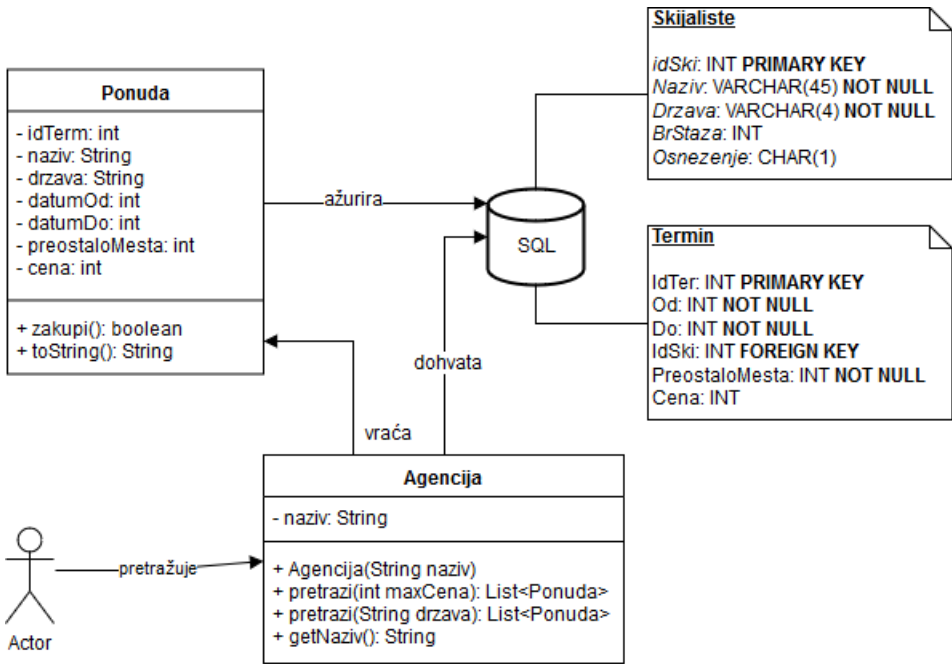 Ponuda
- idTerm: int
- naziv: String
- drzava: String
- datumOd: int
- datumDo: int
- preostaloMesta: int
- cena: int
+ zakupi(): boolean
+ toString(): String
ažurira
SQL
Skijaliste
idSki: INT PRIMARY KEY
Naziv: VARCHAR(45) NOT NULL
Drzava: VARCHAR(4) NOT NULL
BrStaza: INT
Osnezenje: CHAR(1)
Termin
IdTer: INT PRIMARY KEY
Od: INT NOT NULL
Do: INT NOT NULL
IdSki: INT FOREIGN KEY
PreostaloMesta: INT NOT NULL
Cena: INT
dohvata
vraća
Agencija
- naziv: String
+ Agencija(String naziv)
+ pretrazi(int maxCena): List<Ponuda>
+ pretrazi(String drzava): List<Ponuda>
+ getNaziv(): String
pretražuje
Actor